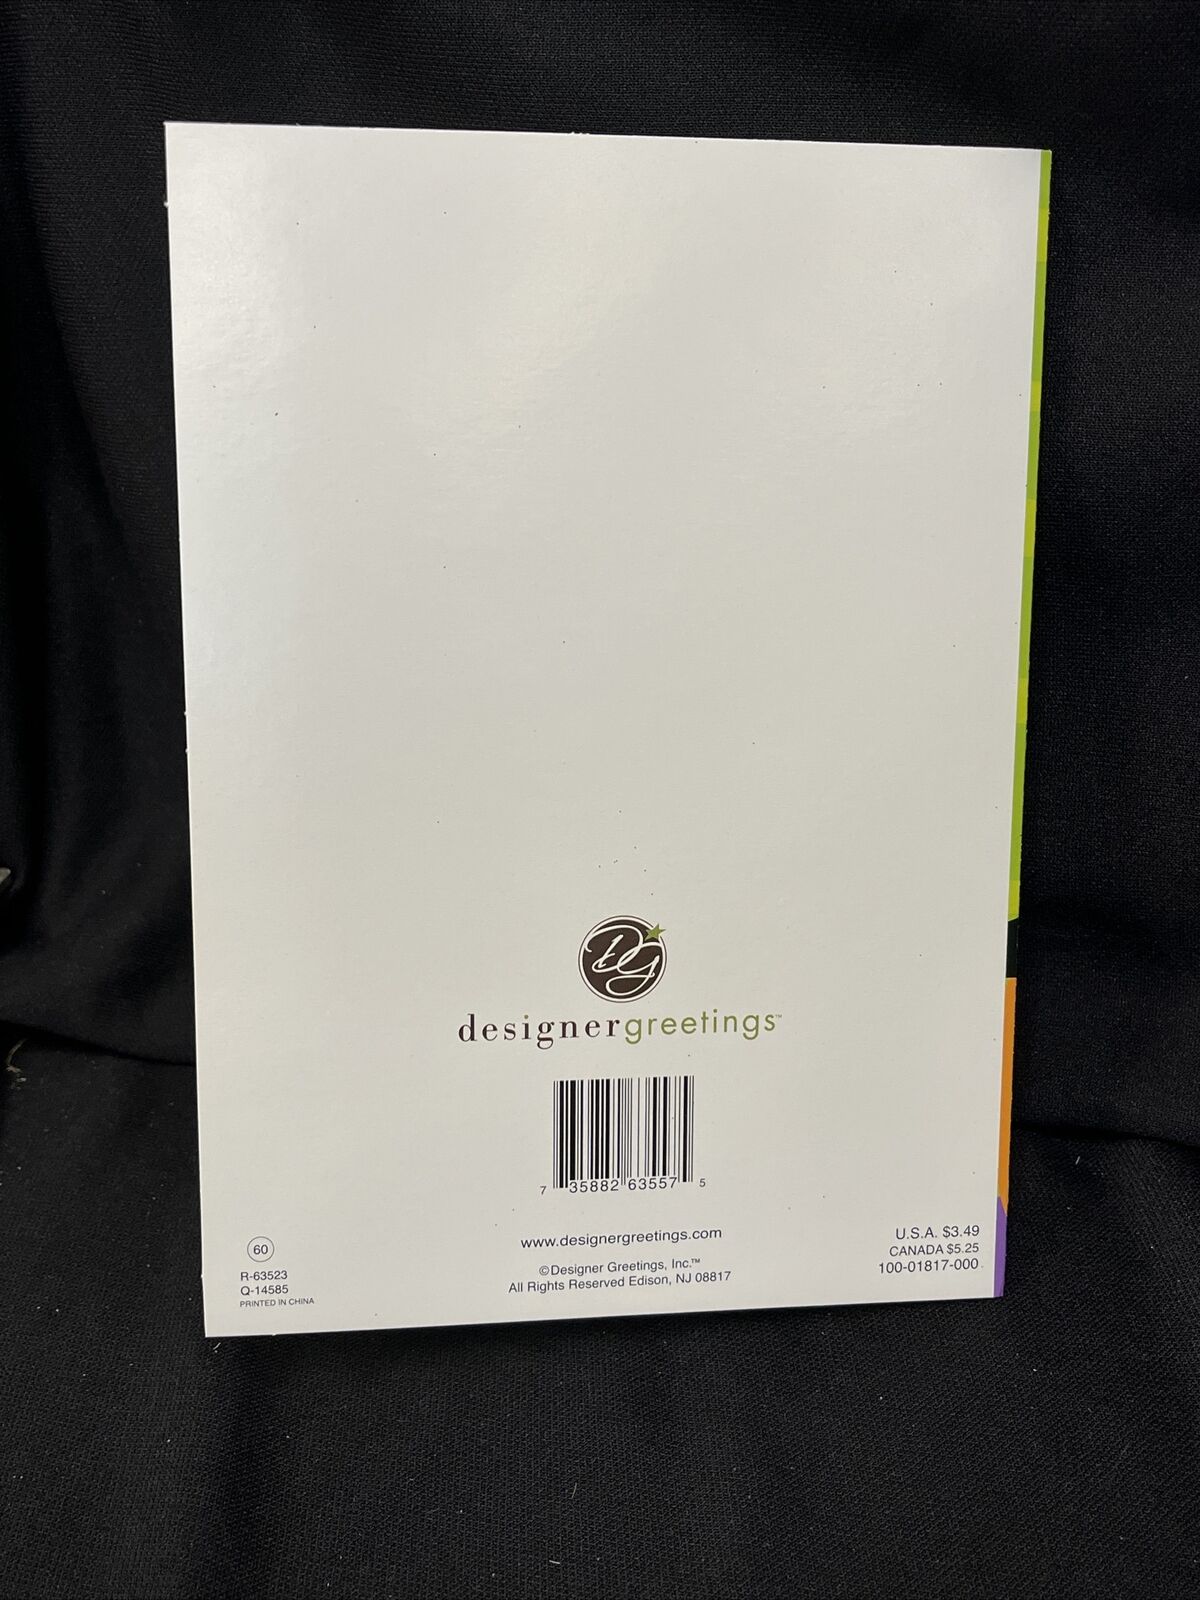 DG
designergreetings™
7 35882 63557 5
www.designergreetings.com
©Designer Greetings, Inc.™
All Rights Reserved Edison, NJ 08817
60
R-63523
Q-14585
PRINTED IN CHINA
U.S.A. $3.49
CANADA $5.25
100-01817-000